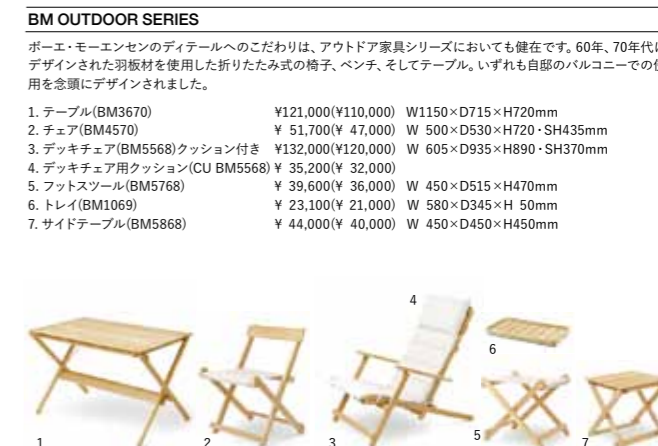 BM OUTDOOR SERIES
ボーエ・モーエンセンのディテールへのこだわりは、アウトドア家具シリーズにおいても健在です。60年、70年代に
デザインされた羽板材を使用した折りたたみ式の椅子、ベンチ、そしてテーブル。いずれも自邸のバルコニーでの使
用を念頭にデザインされました。
1. テーブル(BM3670) ¥121,000(¥110,000) W1150×D715×H720mm
2. チェア(BM4570) ¥ 51,700(¥ 47,000) W 500×D530×H720・SH435mm
3. デッキチェア(BM5568)クッション付き ¥132,000(¥120,000) W 605×D935×H890・SH370mm
4. デッキチェア用クッション(CU BM5568) ¥ 35,200(¥ 32,000)
5. フットスツール(BM5768) ¥ 39,600(¥ 36,000) W 450×D515×H470mm
6. トレイ(BM1069) ¥ 23,100(¥ 21,000) W 580×D345×H 50mm
7. サイドテーブル(BM5868) ¥ 44,000(¥ 40,000) W 450×D450×H450mm
4
6
1
2
3
5
7